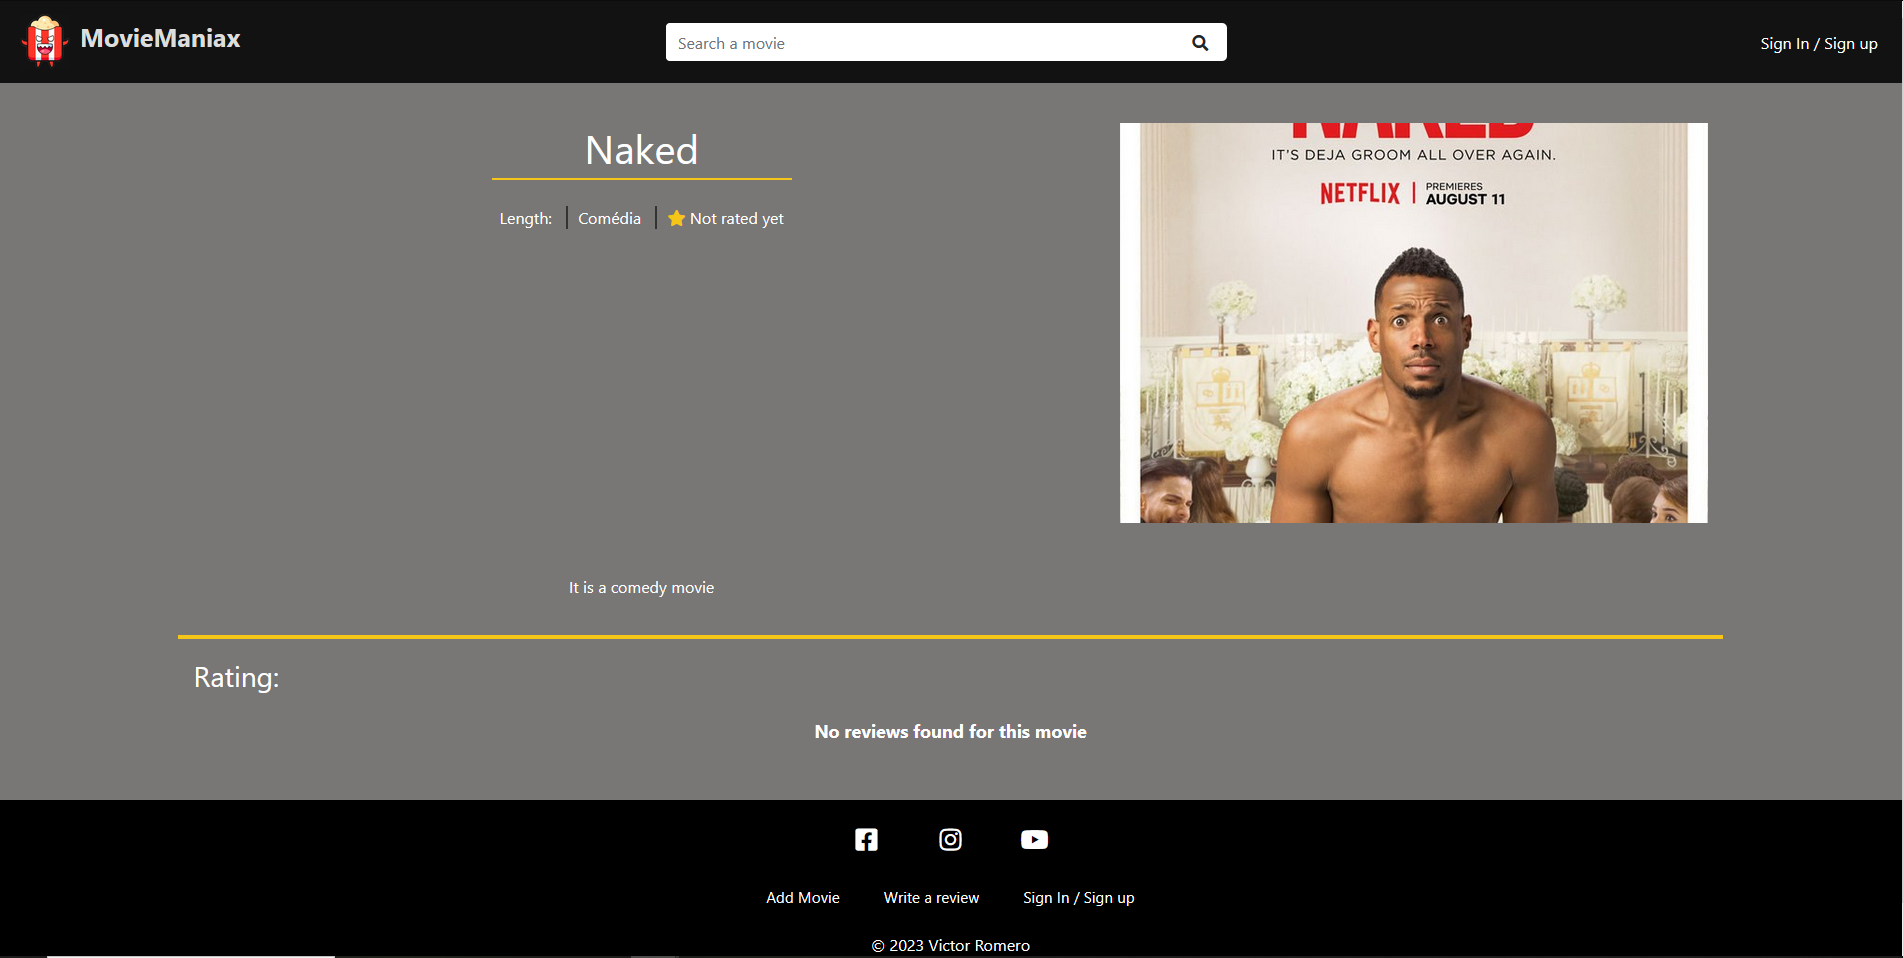 MovieManiax
Search a movie
Sign In / Sign up
Naked
Length:
Comédia
Not rated yet
NAKED
IT'S DEJA GROOM ALL OVER AGAIN.
NETFLIX
PREMIERES
AUGUST 11
It is a comedy movie
Rating:
No reviews found for this movie
Add Movie
Write a review
Sign In / Sign up
© 2023 Victor Romero